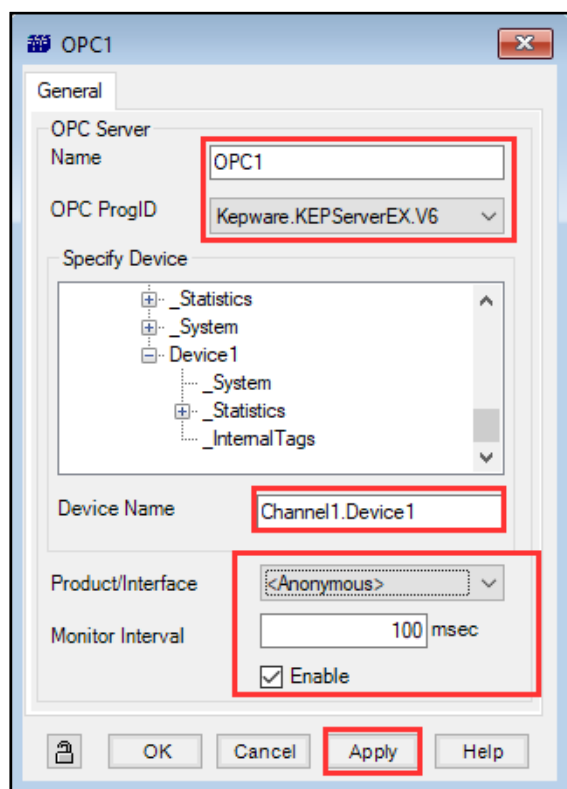 OPC1
General
OPC Server
Name OPC1
OPC ProgID Kepware.KEPServerEX.V6
Specify Device
_Statistics
_System
Device1
_System
_Statistics
_InternalTags
Device Name Channel1.Device1
Product/Interface <Anonymous>
Monitor Interval 100 msec
Enable
OK Cancel Apply Help